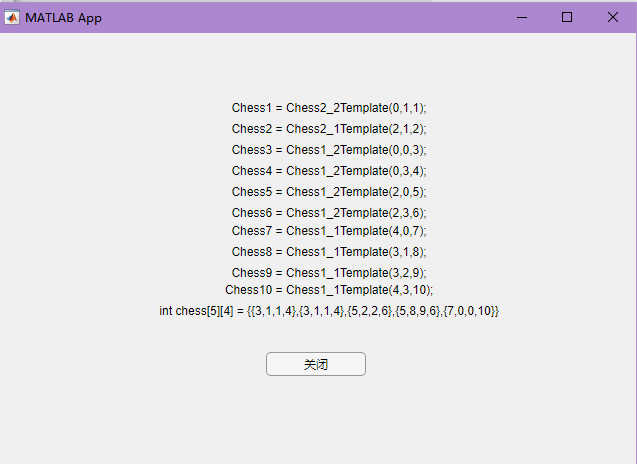 MATLAB App
Chess1 = Chess2_2Template(0,1,1);
Chess2 = Chess2_1Template(2,1,2);
Chess3 = Chess1_2Template(0,0,3);
Chess4 = Chess1_2Template(0,3,4);
Chess5 = Chess1_2Template(2,0,5);
Chess6 = Chess1_2Template(2,3,6);
Chess7 = Chess1_1Template(4,0,7);
Chess8 = Chess1_1Template(3,1,8);
Chess9 = Chess1_1Template(3,2,9);
Chess10 = Chess1_1Template(4,3,10);
int chess[5][4] = {{3,1,1,4},{3,1,1,4},{5,2,2,6},{5,8,9,6},{7,0,0,10}}
关闭